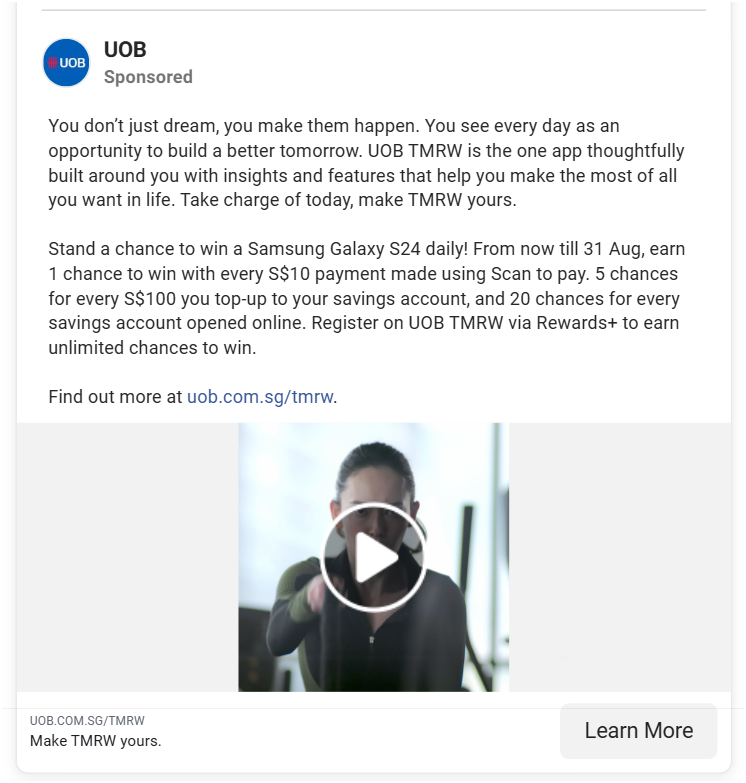 UOB
UOB
Sponsored
You don’t just dream, you make them happen. You see every day as an
opportunity to build a better tomorrow. UOB TMRW is the one app thoughtfully
built around you with insights and features that help you make the most of all
you want in life. Take charge of today, make TMRW yours.
Stand a chance to win a Samsung Galaxy S24 daily! From now till 31 Aug, earn
1 chance to win with every S$10 payment made using Scan to pay. 5 chances
for every S$100 you top-up to your savings account, and 20 chances for every
savings account opened online. Register on UOB TMRW via Rewards+ to earn
unlimited chances to win.
Find out more at uob.com.sg/tmrw.
UOB.COM.SG/TMRW
Make TMRW yours.
Learn More